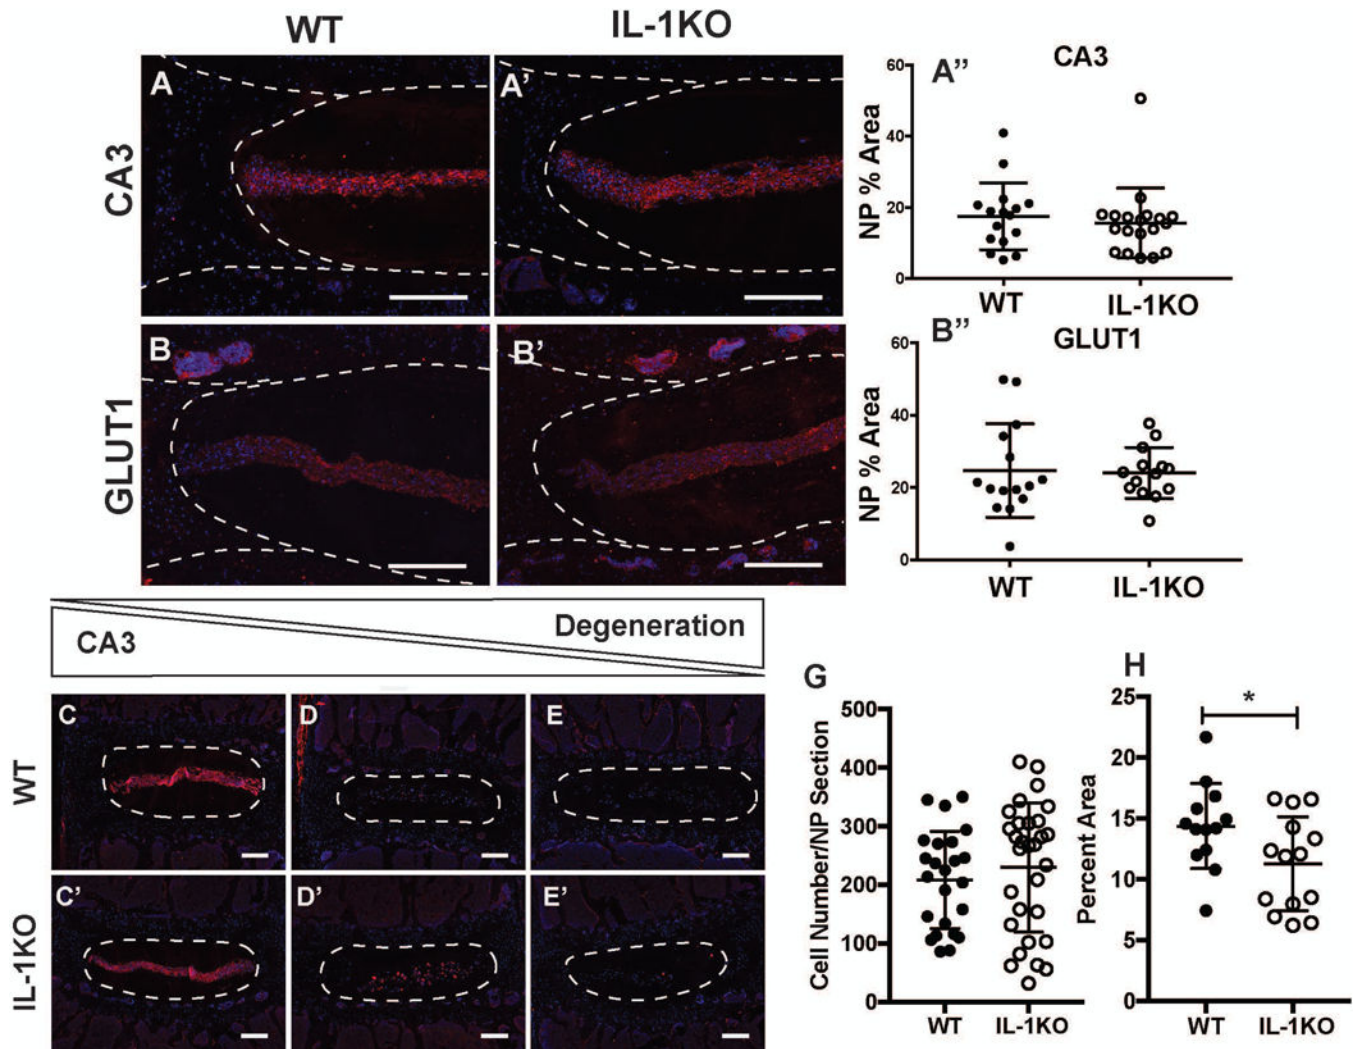 WT
IL-1KO
CA3
A
A'
A''
CA3
NP % Area
60
40
20
0
WT
IL-1KO
GLUT1
B
B'
B''
GLUT1
NP % Area
60
40
20
0
WT
IL-1KO
CA3
Degeneration
WT
C
D
E
IL-1KO
C'
D'
E'
G
Cell Number/NP Section
500
400
300
200
100
0
WT
IL-1KO
H
Percent Area
25
20
15
10
5
0
*
WT
IL-1KO